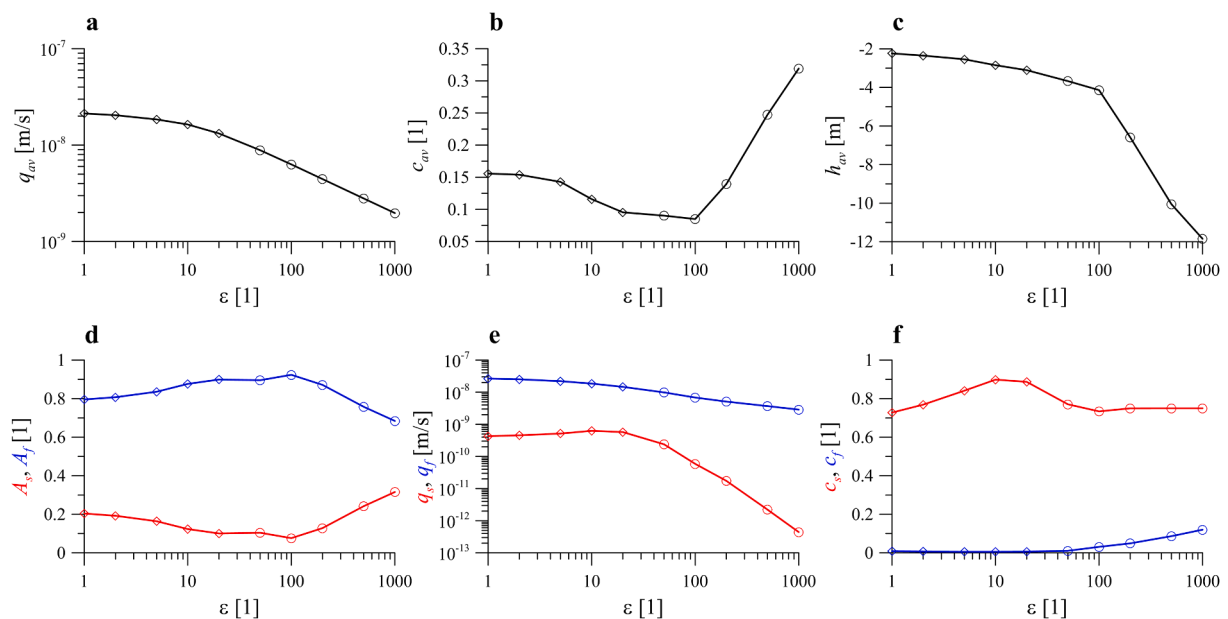 a
10⁻⁷
10⁻⁸
10⁻⁹
q_av [m/s]
1 10 100 1000
ε [1]
b
0.35
0.3
0.25
0.2
0.15
0.1
0.05
c_av [1]
1 10 100 1000
ε [1]
c
-2
-4
-6
-8
-10
-12
h_av [m]
1 10 100 1000
ε [1]
d
1
0.8
0.6
0.4
0.2
0
A_s, A_f [1]
1 10 100 1000
ε [1]
e
10⁻⁷
10⁻⁸
10⁻⁹
10⁻¹⁰
10⁻¹¹
10⁻¹²
10⁻¹³
q_s, q_f [m/s]
1 10 100 1000
ε [1]
f
1
0.8
0.6
0.4
0.2
0
c_s, c_f [1]
1 10 100 1000
ε [1]